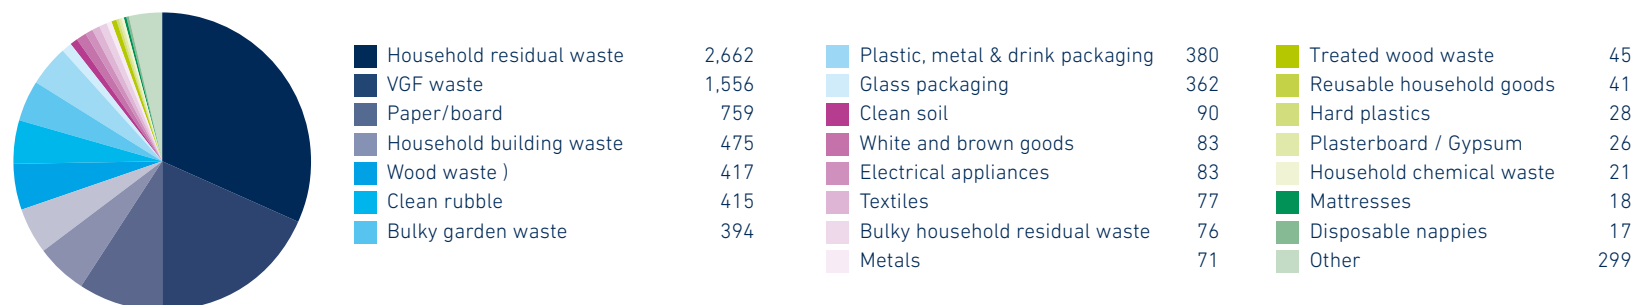 Household residual waste 2,662
VGF waste 1,556
Paper/board 759
Household building waste 475
Wood waste ) 417
Clean rubble 415
Bulky garden waste 394
Plastic, metal & drink packaging 380
Glass packaging 362
Clean soil 90
White and brown goods 83
Electrical appliances 83
Textiles 77
Bulky household residual waste 76
Metals 71
Treated wood waste 45
Reusable household goods 41
Hard plastics 28
Plasterboard / Gypsum 26
Household chemical waste 21
Mattresses 18
Disposable nappies 17
Other 299